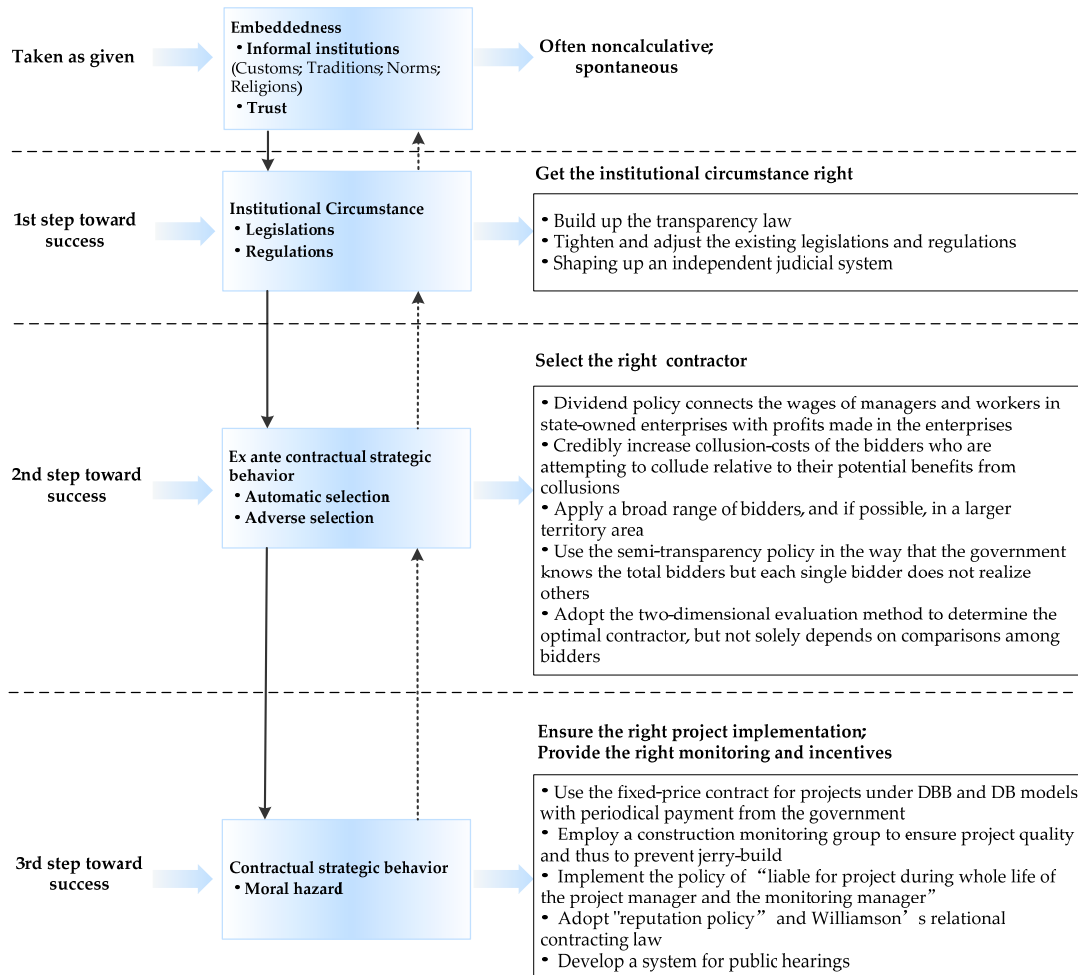 Taken as given
Embeddedness
• Informal institutions
(Customs; Traditions; Norms;
Religions)
• Trust
Often noncalculative;
spontaneous
1st step toward
success
Institutional Circumstance
• Legislations
• Regulations
Get the institutional circumstance right
• Build up the transparency law
• Tighten and adjust the existing legislations and regulations
• Shaping up an independent judicial system
2nd step toward
success
Ex ante contractual strategic
behavior
• Automatic selection
• Adverse selection
Select the right contractor
• Dividend policy connects the wages of managers and workers in
state-owned enterprises with profits made in the enterprises
• Credibly increase collusion-costs of the bidders who are
attempting to collude relative to their potential benefits from
collusions
• Apply a broad range of bidders, and if possible, in a larger
territory area
• Use the semi-transparency policy in the way that the government
knows the total bidders but each single bidder does not realize
others
• Adopt the two-dimensional evaluation method to determine the
optimal contractor, but not solely depends on comparisons among
bidders
3rd step toward
success
Contractual strategic behavior
• Moral hazard
Ensure the right project implementation;
Provide the right monitoring and incentives
• Use the fixed-price contract for projects under DBB and DB models
with periodical payment from the government
• Employ a construction monitoring group to ensure project quality
and thus to prevent jerry-build
• Implement the policy of “liable for project during whole life of
the project manager and the monitoring manager”
• Adopt "reputation policy” and Williamson’s relational
contracting law
• Develop a system for public hearings